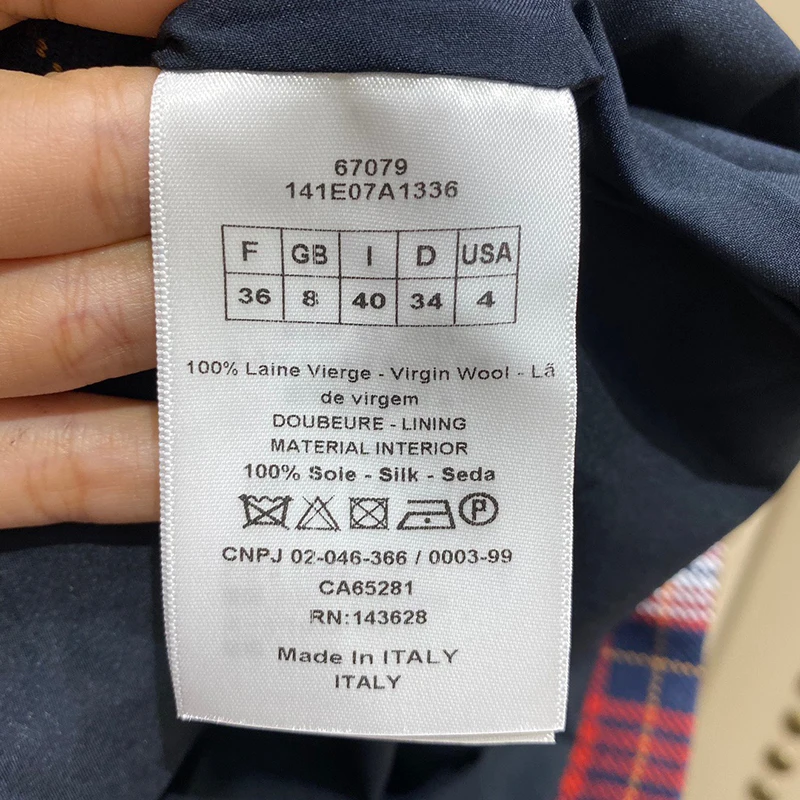 67079
141E07A1336
F GB I D USA
36 8 40 34 4
100% Laine Vierge - Virgin Wool - Lã
de virgem
DOUBEURE - LINING
MATERIAL INTERIOR
100% Soie - Silk - Seda
P
CNPJ 02-046-366 / 0003-99
CA65281
RN:143628
Made In ITALY
ITALY